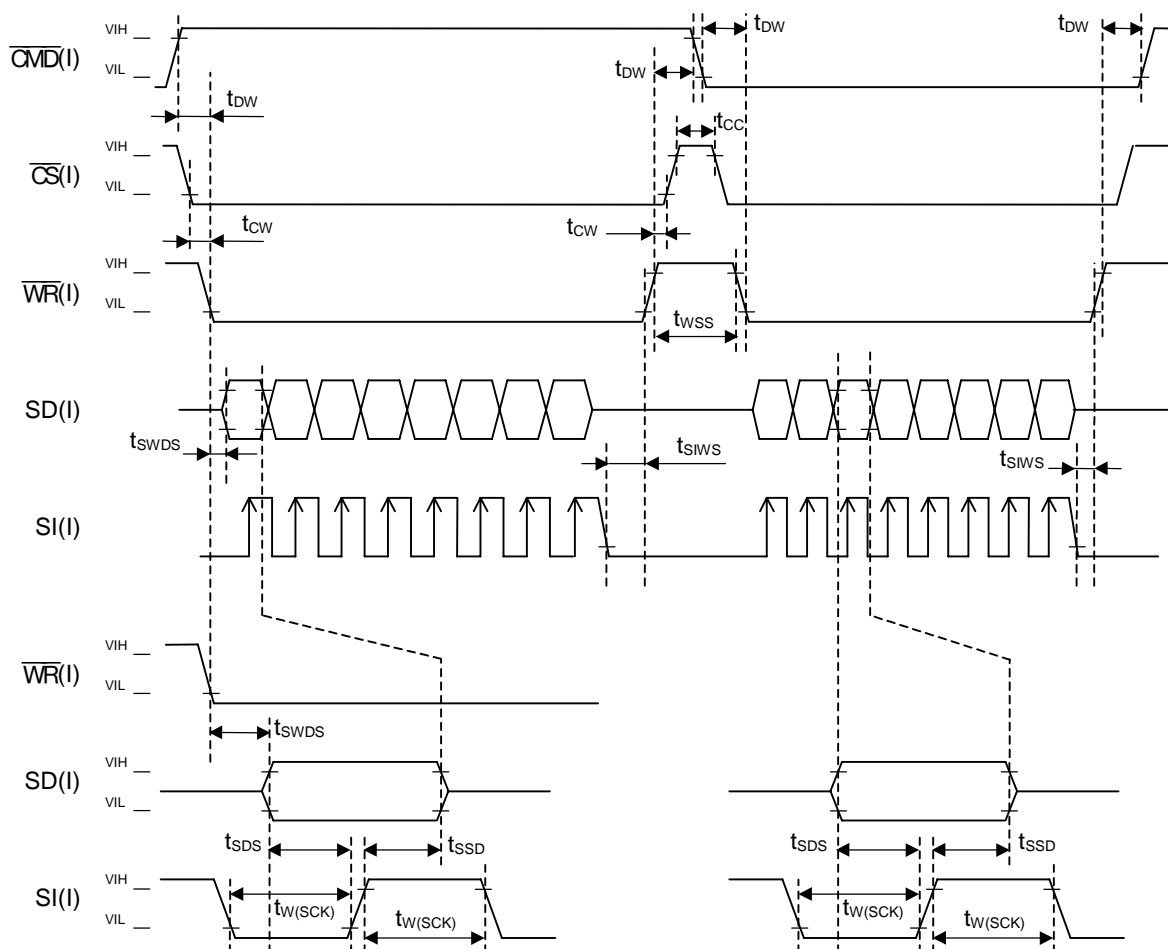 VIH
tDW
tDW
CMD(I)
VIL
tDW
tDW
tCC
VIH
CS(I)
VIL
tCW
tCW
VIH
WR(I)
VIL
tWSS
SD(I)
tSWDS
tSIWS
tSIWS
SI(I)
VIH
WR(I)
VIL
tSWDS
VIH
SD(I)
VIL
tSDS
tSSD
tSDS
tSSD
VIH
SI(I)
VIL
tW(SCK)
tW(SCK)
tW(SCK)
tW(SCK)